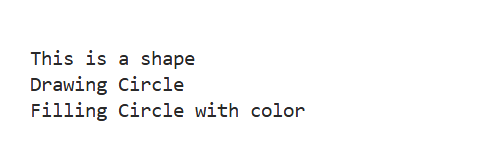 This is a shape
Drawing Circle
Filling Circle with color